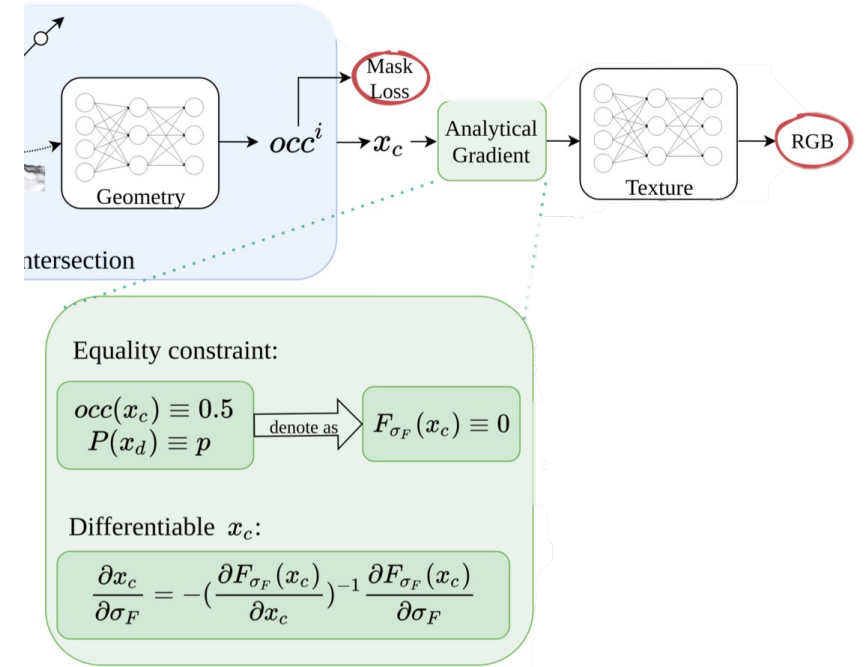 Mask
Loss
occ^i
x_c
Analytical
Gradient
RGB
Geometry
Texture
ntersection
Equality constraint:
occ(x_c) ≡ 0.5
P(x_d) ≡ p
denote as
F_{σ_F}(x_c) ≡ 0
Differentiable x_c:
∂x_c/∂σ_F = −(∂F_{σ_F}(x_c)/∂x_c)^{−1} ∂F_{σ_F}(x_c)/∂σ_F